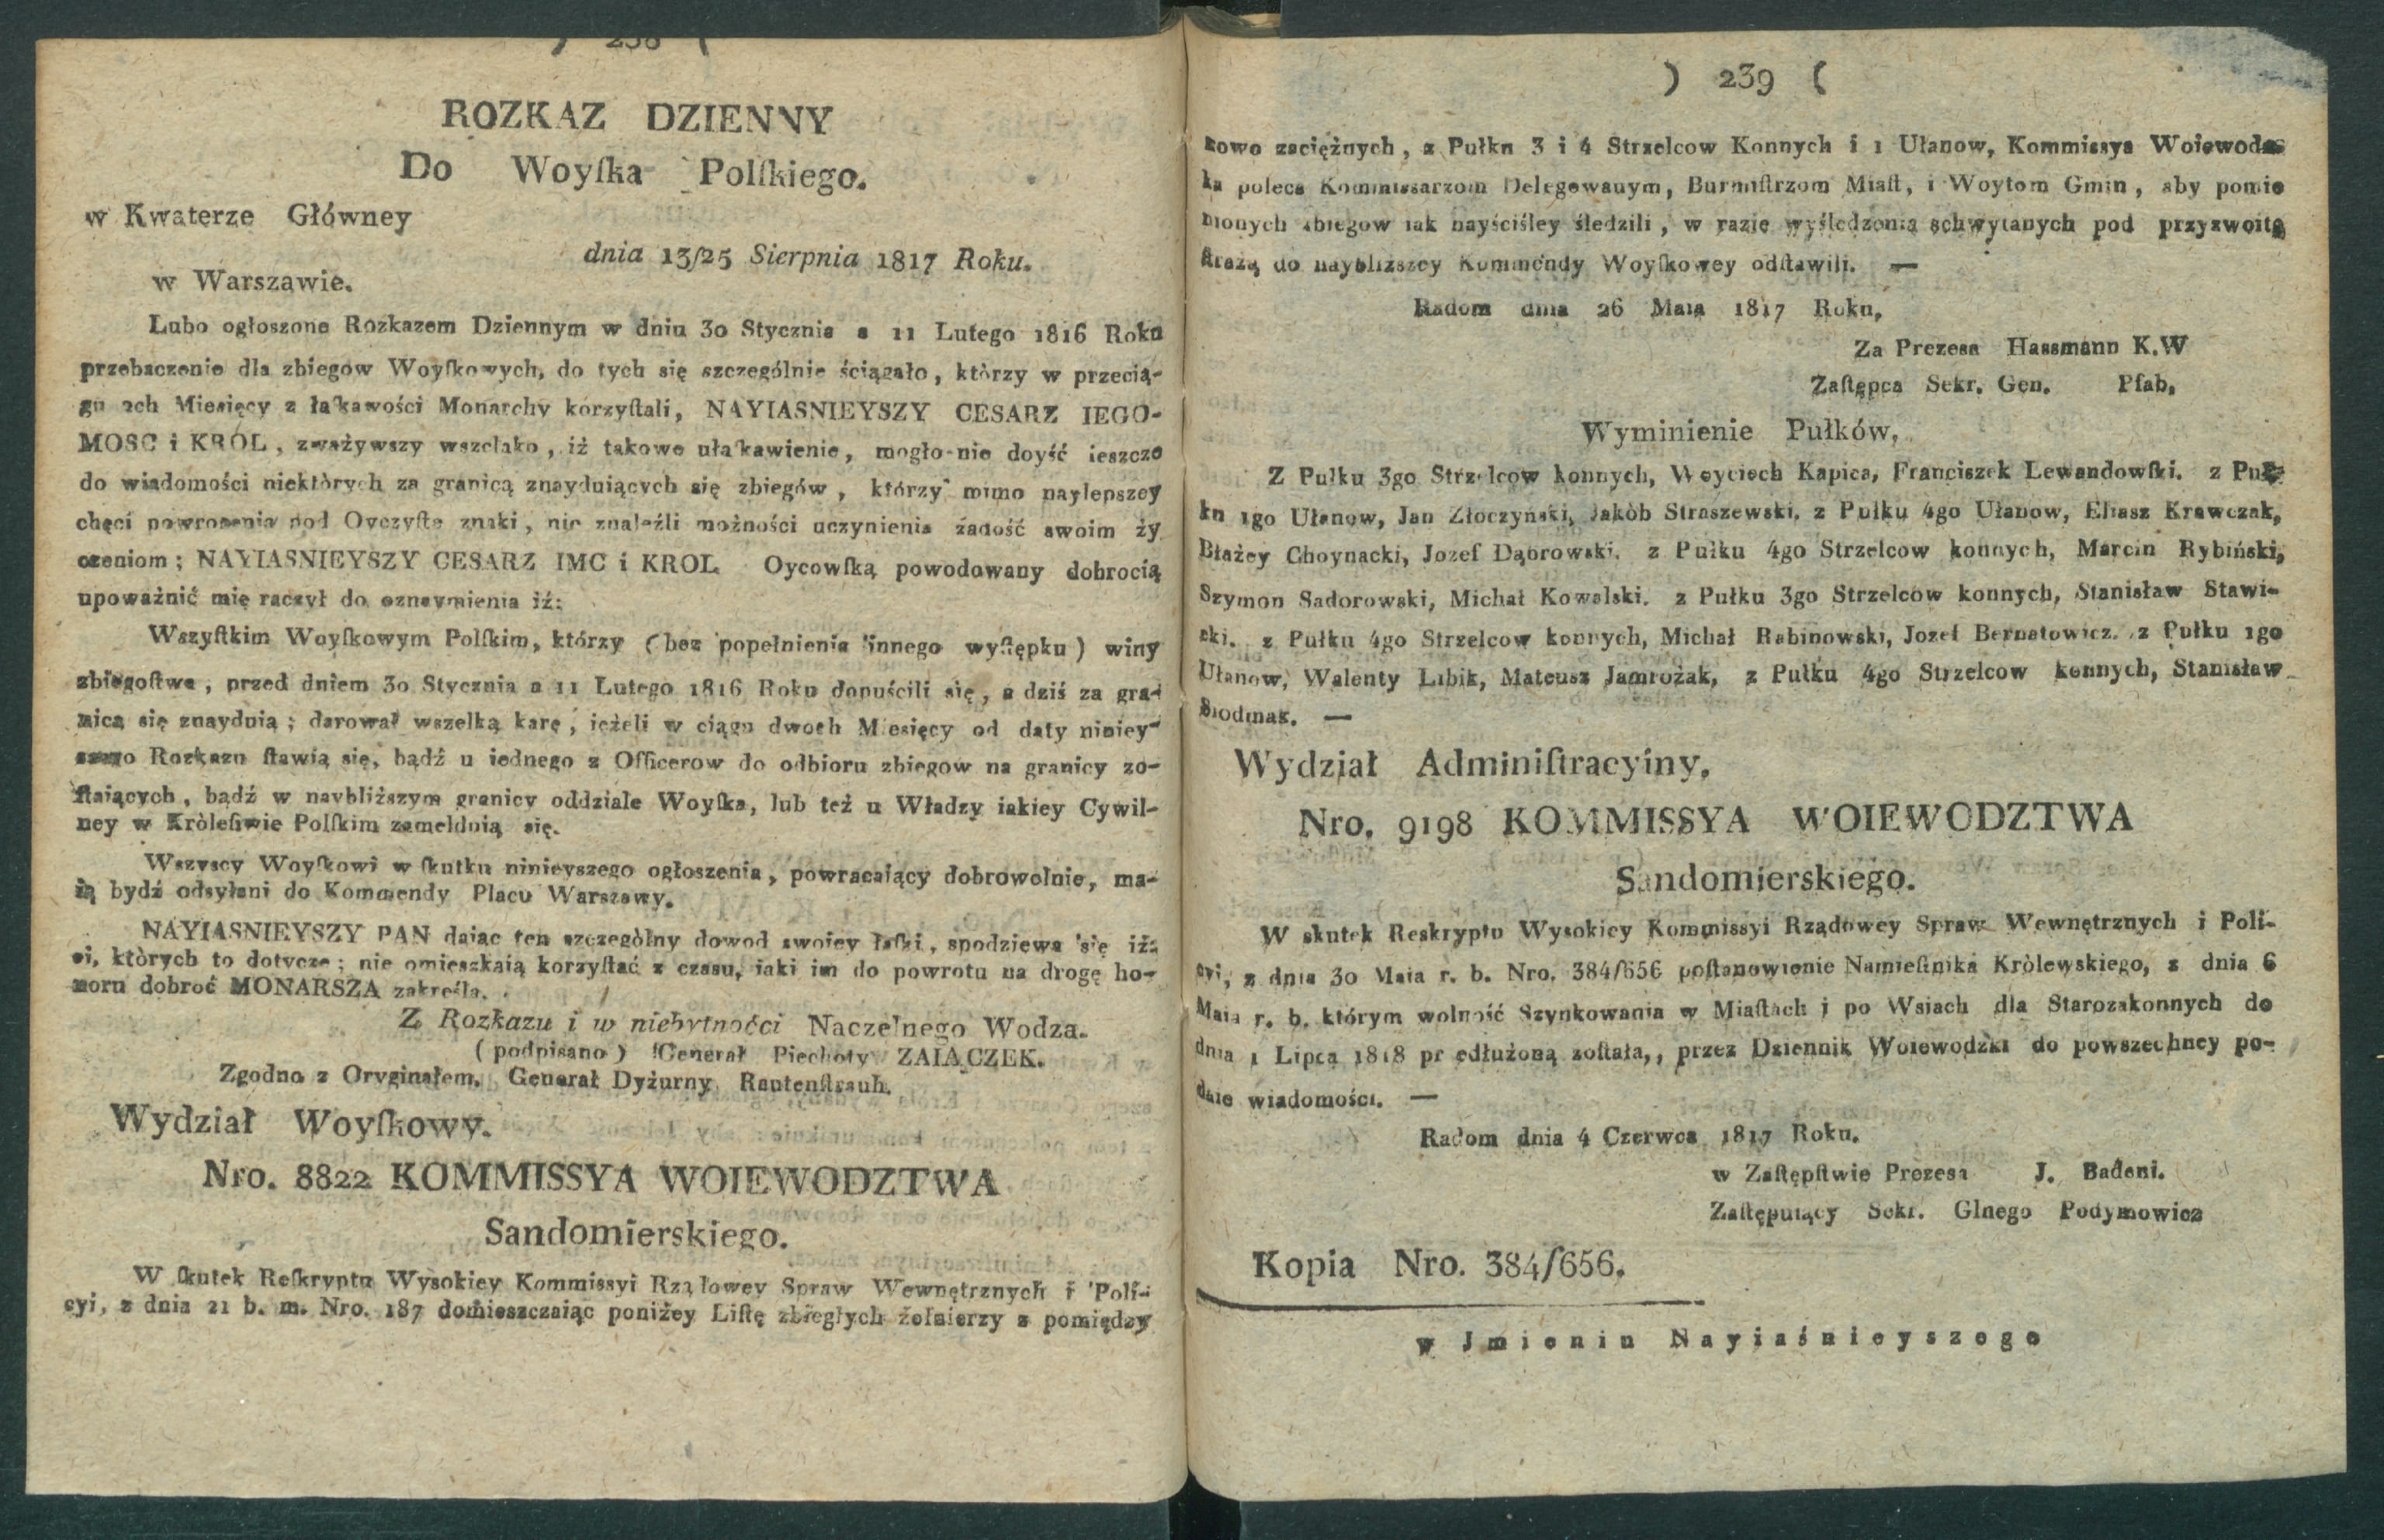 ) 238 (
ROZKAZ DZIENNY
Do Woyſka Polſkiego.
w Kwaterze Główney
dnia 13/25 Sierpnia 1817 Roku.
w Warszawie.
Lubo ogłoszone Rozkazem Dziennym w dniu 30 Stycznia a 11 Lutego 1816 Roku
przebaczenie dla zbiegów Woyſkowych, do tych się szczególnie ściągało, którzy w przecią-
gu 2ch Miesięcy z łaſkawości Monarchy korzyſtali, NAYIASNIEYSZY CESARZ IEGO-
MOSC i KROL, zważywszy wszelako, iż takowe ułaſkawienie, mogło nie doyść ieszcze
do wiadomości niektòrych za granicą znayduiących się zbiegów, którzy mimo naylepszey
chęci powrocenia pod Oyczyſte znaki, nie znaleźli możności uczynienia żadość swoim ży
czeniom; NAYIASNIEYSZY CESARZ IMC i KROL Oycowſką powodowany dobrocią
upoważnić mię raczył do oznaymienia iż:
Wszyſtkim Woyſkowym Polſkim, którzy (bez popełnienia innego wyſtępku) winy
zbiegoſtwa, przed dniem 30 Stycznia a 11 Lutego 1816 Roku dopuścili się, a dziś za gra-
nicą się znayduią; darował wszelką karę, ieżeli w ciągu dwoch Miesięcy od daty niniey-
szego Rozkazu ſtawią się, bądź u iednego z Officerow do odbioru zbiegow na granicy zo-
ſtaiących, bądź w naybliższym granicy oddziale Woyſka, lub też u Władzy iakiey Cywil-
ney w Kròleſtwie Polſkim zameldują się.
Wszyscy Woyſkowi w ſkutku ninieyszego ogłoszenia, powracaiący dobrowolnie, ma-
ią bydź odsyłani do Kommendy Placu Warszawy.
NAYIASNIEYSZY PAN daiąc ten szczegòlny dowod swoiey łaſki, spodziewa się iż:
ci, których to dotycze; nie omieszkaią korzyſtać z czasu, iaki im do powrotu na drogę ho-
noru dobroć MONARSZA zakreśla.
Z Rozkazu i w niebytności Naczelnego Wodza.
(podpisano) Generał Piechoty ZAIĄCZEK.
Zgodno z Oryginałem. Generał Dyżurny Rautenſtrauh.
Wydział Woyſkowy.
Nro. 8822 KOMMISSYA WOIEWODZTWA
Sandomierskiego.
W ſkutek Reſkryptu Wysokiey Kommissyi Rządowey Spraw Wewnętrznych i Poli-
cyi, z dnia 21 b. m. Nro. 187 domieszczaiąc poniżey Liſtę zbiegłych żołnierzy z pomiędzy
) 239 (
nowo zaciężnych, z Pułku 3 i 4 Strzelcow Konnych i 1 Ułanow, Kommissya Woiewodz
ka poleca Kommissarzom Delegowanym, Burmiſtrzom Miaſt, i Woytom Gmin, aby pomie
nionych zbiegow iak nayściśley śledzili, w razie wyśledzenia schwytanych pod przyzwoitą
ſtrażą do naybliższey Kommendy Woyſkowey odſtawili. —
Radom dnia 26 Maia 1817 Roku,
Za Prezesa Hassmann K.W
Zaſtępca Sekr. Gen. Pfab,
Wyminienie Pułków,
Z Pułku 3go Strzelcow konnych, Woyciech Kapica, Franciszek Lewandowſki. z Puł-
ku 1go Ułanow, Jan Złoczyński, Jakòb Straszewski. z Pułku 4go Ułanow, Eliasz Krawczak,
Błażey Choynacki, Jozef Dąbrowski. z Pułku 4go Strzelcow konnych, Marcin Rybiński,
Szymon Sadorowski, Michał Kowalski. z Pułku 3go Strzelcow konnych, Stanisław Stawi-
ski. z Pułku 4go Strzelcow konnych, Michał Rabinowski, Jozef Bernatowicz. z Pułku 1go
Ułanow, Walenty Libik, Mateusz Jamrozak, z Pułku 4go Strzelcow konnych, Stanisław
Siodmak. —
Wydział Adminiſtracyiny,
Nro. 9198 KOMMISSYA WOIEWODZTWA
Sandomierskiego.
W skutek Reskryptu Wysokiey Kommissyi Rządowey Spraw Wewnętrznych i Poli-
cyi, z dnia 30 Maia r. b. Nro. 384/656 poſtanowienie Namieſtnika Kròlewskiego, z dnia 6
Maia r. b. którym wolność Szynkowania w Miaſtach i po Wsiach dla Starozakonnych do
dnia 1 Lipca 1818 przedłużoną zoſtała,, przez Dziennik Woiewodzki do powszechney po-
daie wiadomości. —
Radom dnia 4 Czerwca 1817 Roku.
w Zaſtępſtwie Prezesa J. Badeni.
Zaſtępuiący Sekr. Glnego Podymowicz
Kopia Nro. 384/656.
w Jmieniu Nayiaśnieyszego